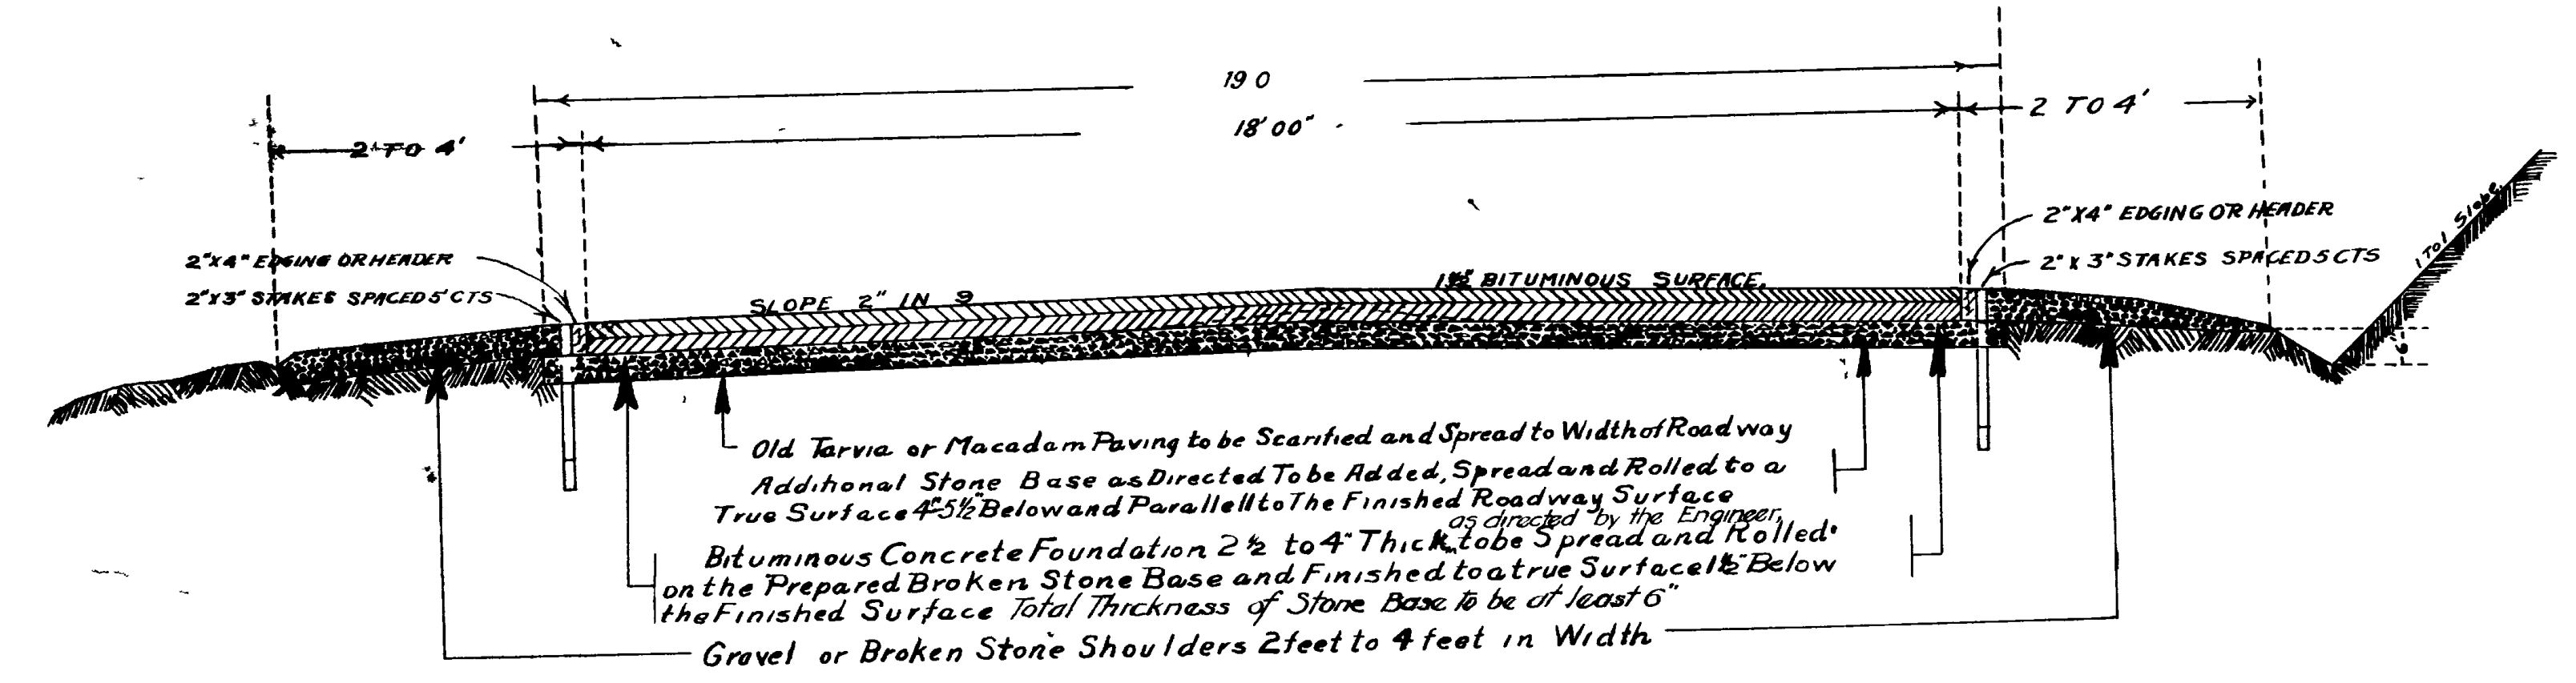 19 0
18'00"
2 TO 4'
2 TO 4'
2"X4" EDGING OR HEADER
2"X3" STAKES SPACED 5' CTS
2"X4" EDGING OR HEADER
2"X3" STAKES SPACED 5 CTS
1 To 1 Slope.
SLOPE 2" IN 9
1½" BITUMINOUS SURFACE.
6
Old Tarvia or Macadam Paving to be Scarified and Spread to Width of Roadway
Additional Stone Base as Directed To be Added, Spread and Rolled to a
True Surface 4"-5½" Below and Parallell to The Finished Roadway Surface
as directed by the Engineer,
Bituminous Concrete Foundation 2½ to 4" Thick, to be Spread and Rolled
on the Prepared Broken Stone Base and Finished to a true Surface 1½" Below
the Finished Surface Total Thickness of Stone Base to be at least 6"
Gravel or Broken Stone Shoulders 2 feet to 4 feet in Width